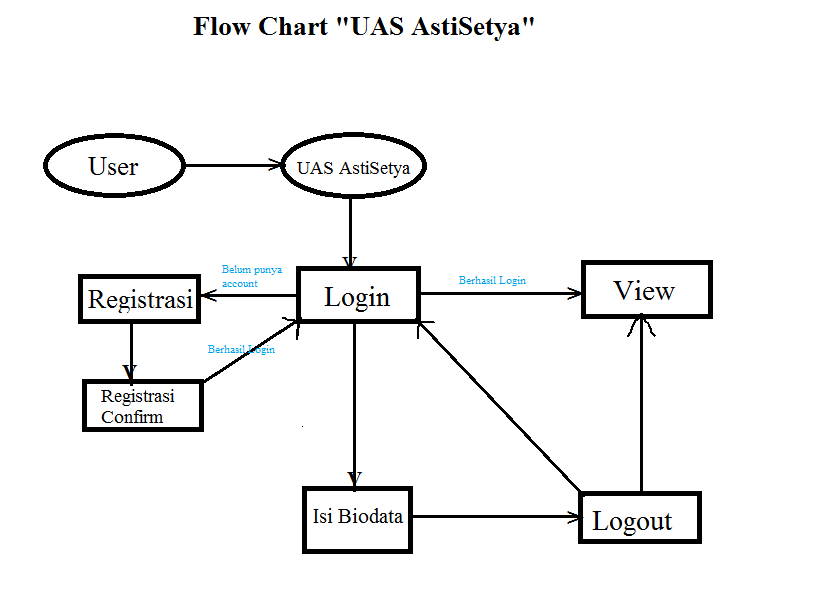 Flow Chart "UAS AstiSetya"
User
UAS AstiSetya
Belum punya
account
Berhasil Login
Registrasi
Login
View
Berhasil Login
Registrasi
Confirm
Isi Biodata
Logout